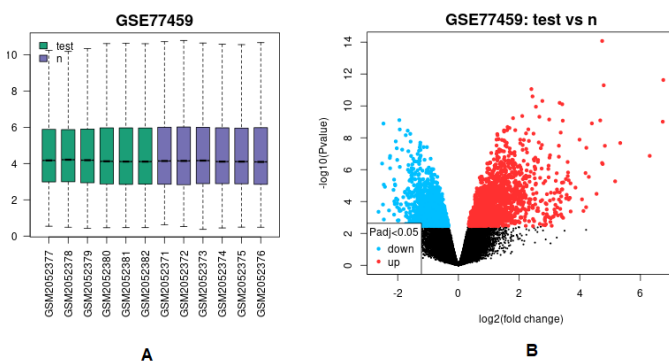 GSE77459
test
n
10
8
6
4
2
0
GSM2052377
GSM2052378
GSM2052379
GSM2052380
GSM2052381
GSM2052382
GSM2052371
GSM2052372
GSM2052373
GSM2052374
GSM2052375
GSM2052376
A
GSE77459: test vs n
-log10(Pvalue)
14
12
10
8
6
4
2
0
Padj<0.05
down
up
-2
0
2
4
6
log2(fold change)
B